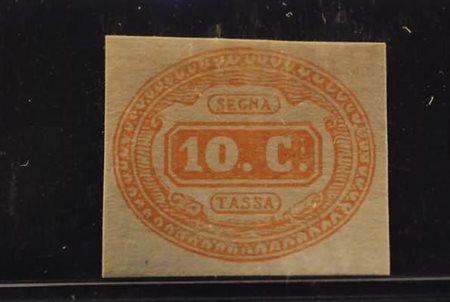 SEGNA
10. C.
TASSA